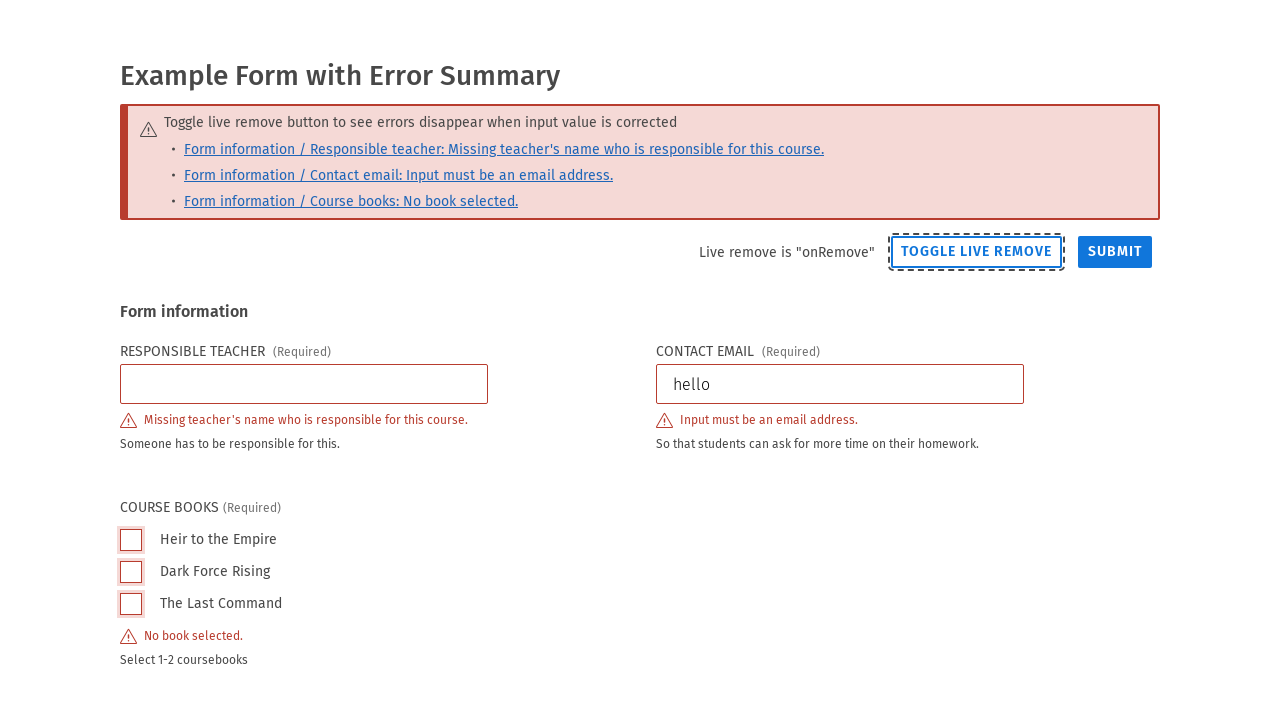 Example Form with Error Summary
Toggle live remove button to see errors disappear when input value is corrected
• Form information / Responsible teacher: Missing teacher's name who is responsible for this course.
• Form information / Contact email: Input must be an email address.
• Form information / Course books: No book selected.
Live remove is "onRemove" TOGGLE LIVE REMOVE SUBMIT
Form information
RESPONSIBLE TEACHER (Required)
Missing teacher's name who is responsible for this course.
Someone has to be responsible for this.
CONTACT EMAIL (Required)
hello
Input must be an email address.
So that students can ask for more time on their homework.
COURSE BOOKS (Required)
Heir to the Empire
Dark Force Rising
The Last Command
No book selected.
Select 1-2 coursebooks